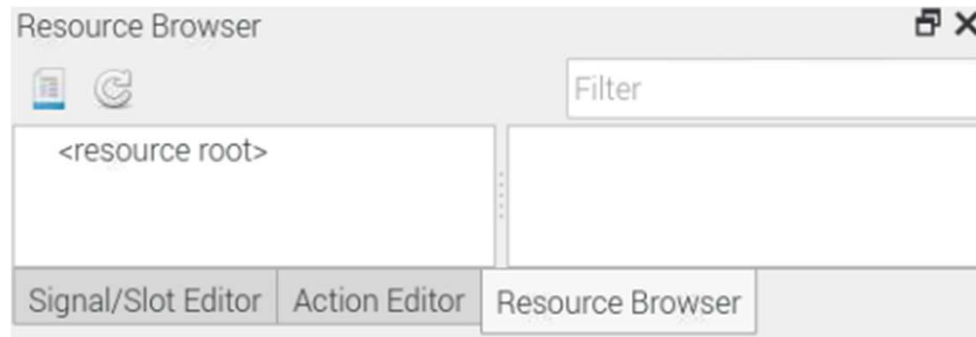 Resource Browser
Filter
<resource root>
Signal/Slot Editor Action Editor Resource Browser